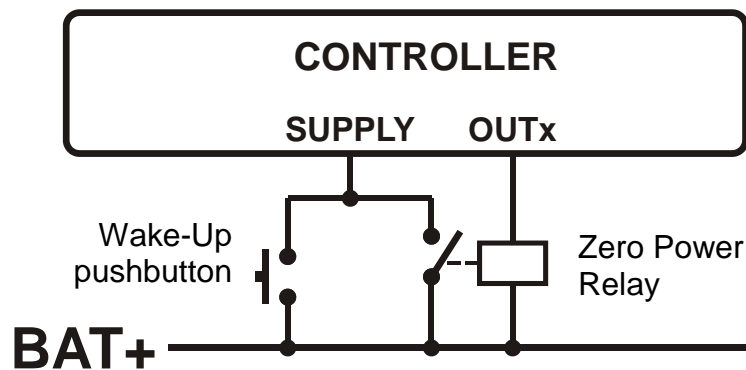 CONTROLLER
SUPPLY OUTx
Wake-Up
pushbutton
Zero Power
Relay
BAT+